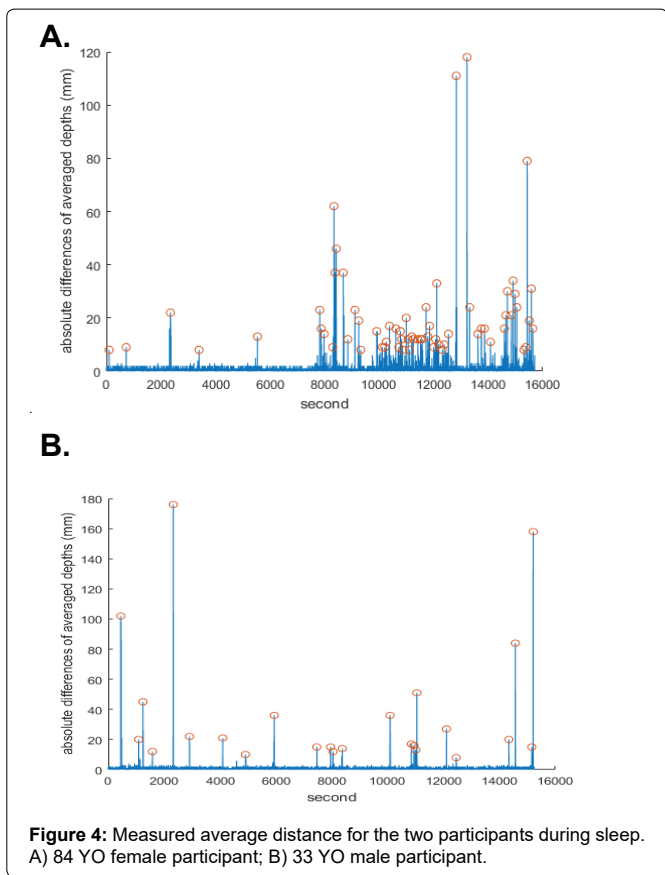 A.
120
100
80
60
40
20
0
absolute differences of averaged depths (mm)
0 2000 4000 6000 8000 10000 12000 14000 16000
second
.
B.
180
160
140
120
100
80
60
40
20
0
absolute differences of averaged depths (mm)
0 2000 4000 6000 8000 10000 12000 14000 16000
second
Figure 4: Measured average distance for the two participants during sleep.
A) 84 YO female participant; B) 33 YO male participant.